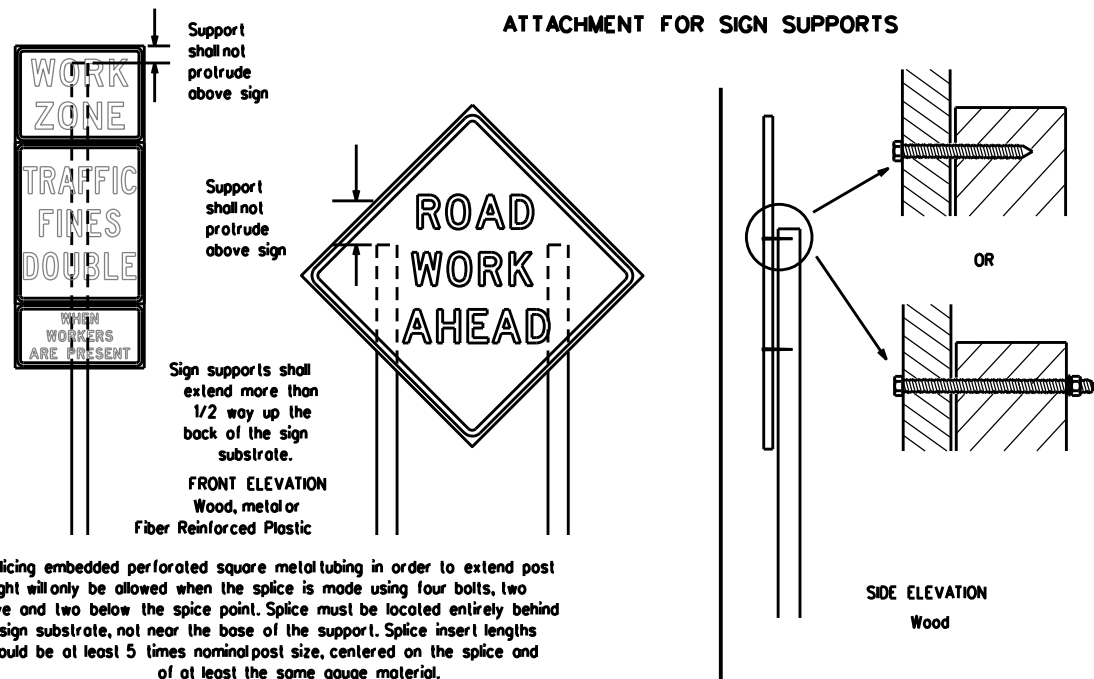 ATTACHMENT FOR SIGN SUPPORTS
Support
shall not
protrude
above sign
WORK
ZONE
TRAFFIC
FINES
DOUBLE
WHEN
WORKERS
ARE PRESENT
Support
shall not
protrude
above sign
ROAD
WORK
AHEAD
Sign supports shall
extend more than
1/2 way up the
back of the sign
substrate.
FRONT ELEVATION
Wood, metal or
Fiber Reinforced Plastic
OR
SIDE ELEVATION
Wood
licing embedded perforated square metal tubing in order to extend post
ght will only be allowed when the splice is made using four bolts, two
ve and two below the spice point. Splice must be located entirely behind
sign substrate, not near the base of the support. Splice insert lengths
ould be at least 5 times nominal post size, centered on the splice and
of at least the same gauge material.